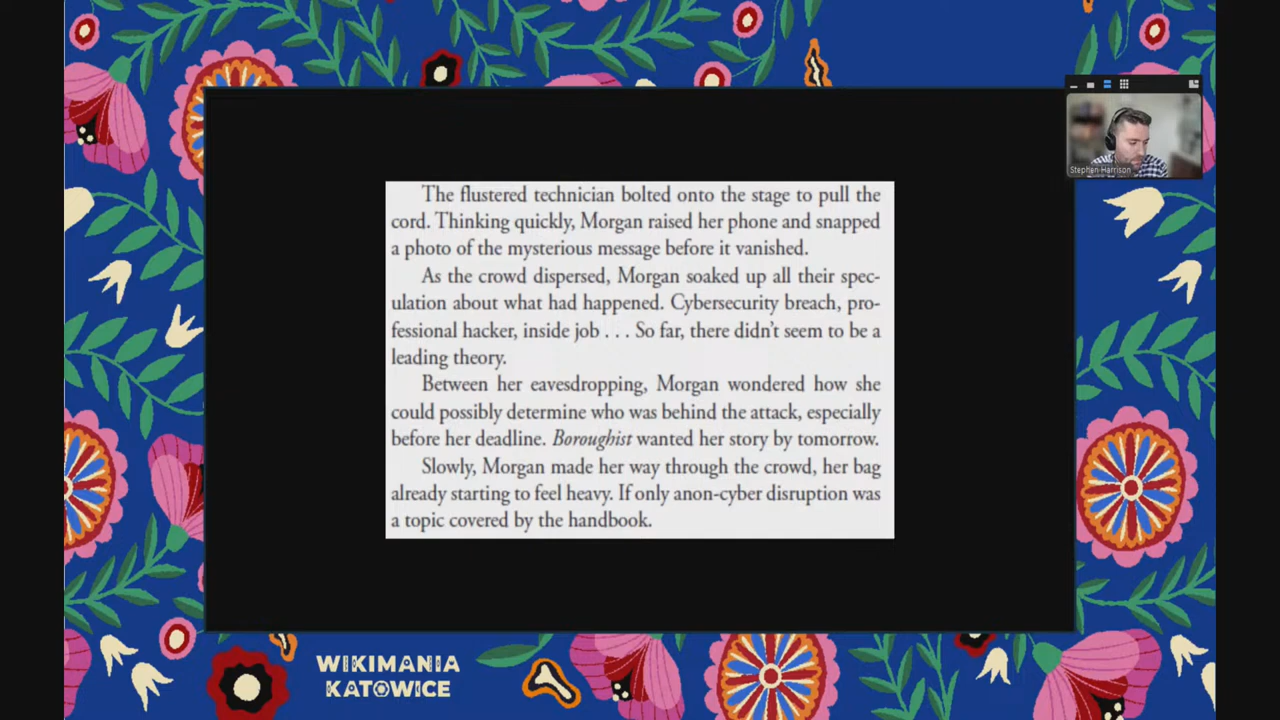 Stephen Harrison
The flustered technician bolted onto the stage to pull the
cord. Thinking quickly, Morgan raised her phone and snapped
a photo of the mysterious message before it vanished.
As the crowd dispersed, Morgan soaked up all their spec-
ulation about what had happened. Cybersecurity breach, pro-
fessional hacker, inside job . . . So far, there didn’t seem to be a
leading theory.
Between her eavesdropping, Morgan wondered how she
could possibly determine who was behind the attack, especially
before her deadline. Boroughist wanted her story by tomorrow.
Slowly, Morgan made her way through the crowd, her bag
already starting to feel heavy. If only anon-cyber disruption was
a topic covered by the handbook.
WIKIMANIA
KATOWICE